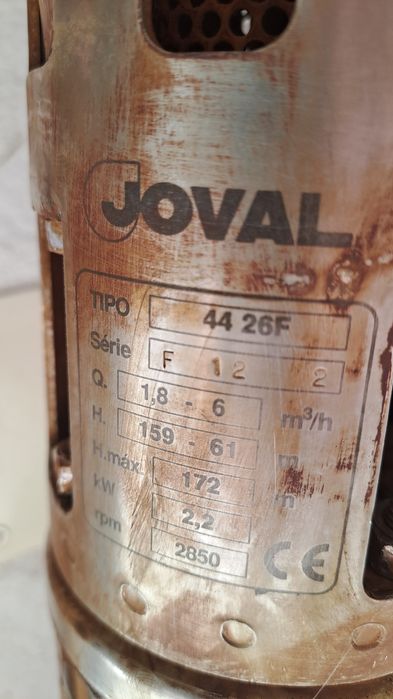 JOVAL
TIPO 44 26F
Série F 12 2
Q. 1,8 - 6 m³/h
H. 159 - 61 m
H.máx. 172 m
kW 2,2
rpm 2850 CE